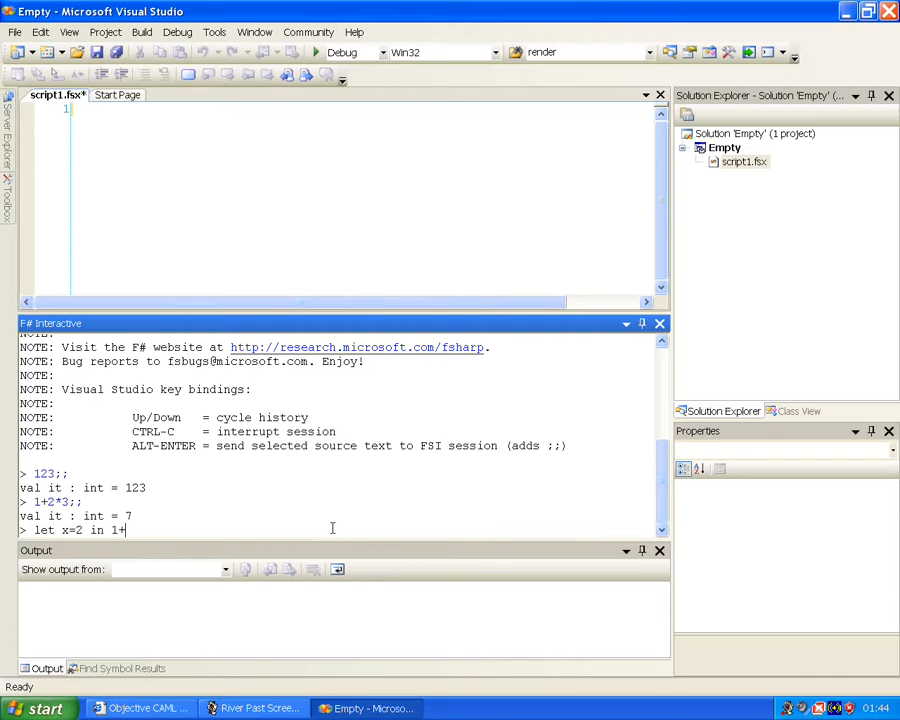 Empty - Microsoft Visual Studio
File Edit View Project Build Debug Tools Window Community Help
Debug Win32 render
script1.fsx* Start Page
1
Server Explorer
Toolbox
Solution Explorer - Solution 'Empty' (...
Solution 'Empty' (1 project)
Empty
script1.fsx
F# Interactive
NOTE:
NOTE: Visit the F# website at http://research.microsoft.com/fsharp.
NOTE: Bug reports to fsbugs@microsoft.com. Enjoy!
NOTE:
NOTE: Visual Studio key bindings:
NOTE:
NOTE: Up/Down = cycle history
NOTE: CTRL-C = interrupt session
NOTE: ALT-ENTER = send selected source text to FSI session (adds ;;)
> 123;;
val it : int = 123
> 1+2*3;;
val it : int = 7
> let x=2 in 1+
Solution Explorer Class View
Properties
Output
Show output from:
Output Find Symbol Results
Ready
start Objective CAML ... River Past Scree... Empty - Microso... 01:44